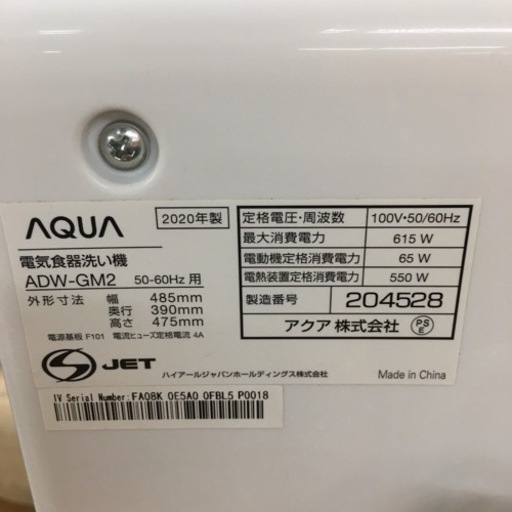 AQUA
2020年製
電気食器洗い機
ADW-GM2 50-60Hz 用
外形寸法 幅 485mm
奥行 390mm
高さ 475mm
電源基板 F101 電流ヒューズ定格電流 4A
定格電圧・周波数 100V・50/60Hz
最大消費電力 615 W
電動機定格消費電力 65 W
電熱装置定格消費電力 550 W
製造番号 204528
アクア株式会社
PS
E
S JET
ハイアールジャパンホールディングス株式会社
Made in China
IV Serial Number:FA08K 0E5A0 0FBL5 P0018